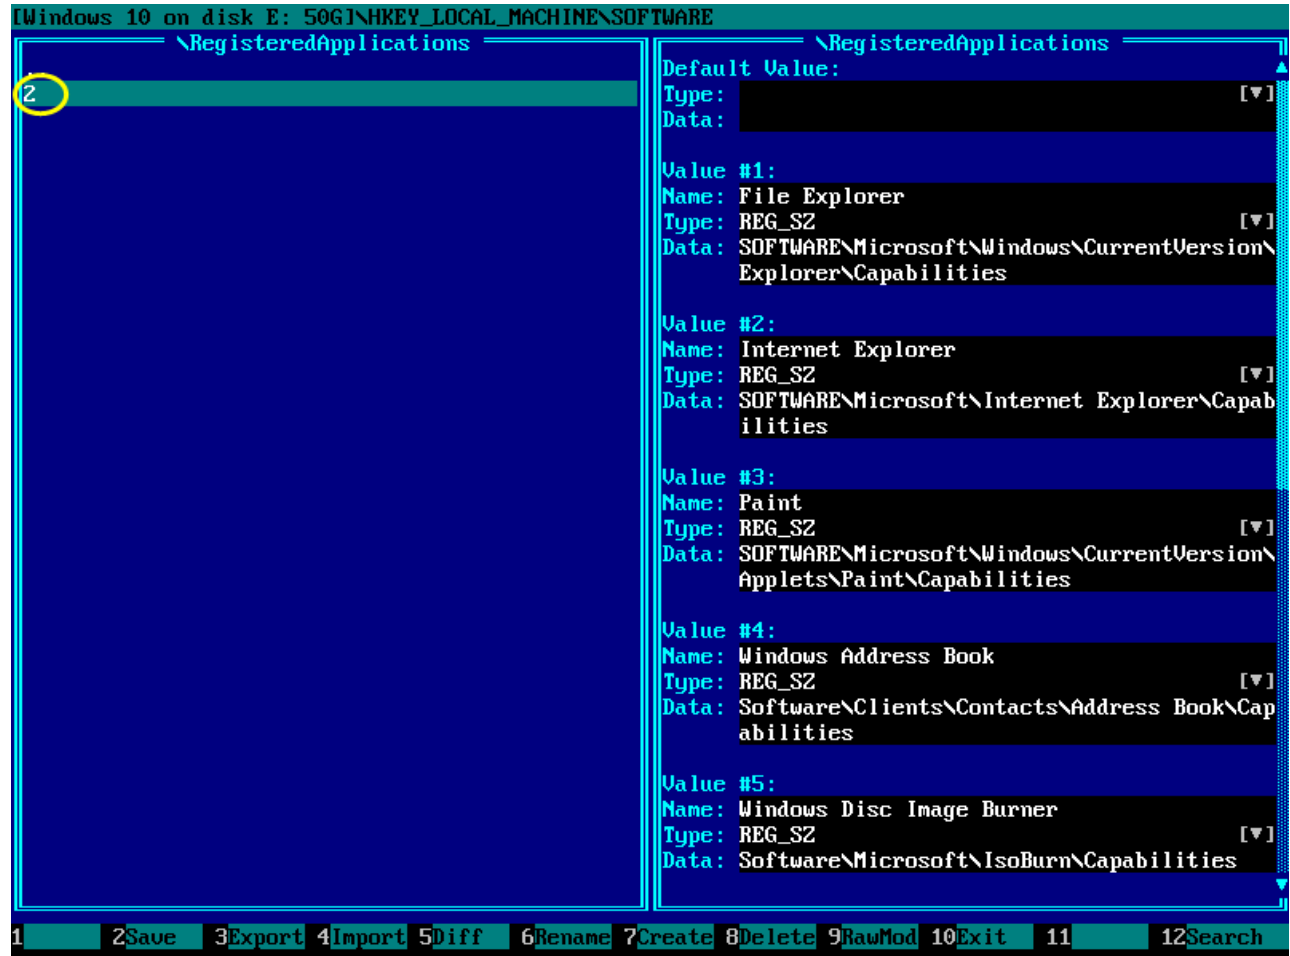 [Windows 10 on disk E: 50G]\HKEY_LOCAL_MACHINE\SOFTWARE
\RegisteredApplications
..
2
\RegisteredApplications
Default Value:
Type: [▼]
Data:
Value #1:
Name: File Explorer
Type: REG_SZ [▼]
Data: SOFTWARE\Microsoft\Windows\CurrentVersion\
Explorer\Capabilities
Value #2:
Name: Internet Explorer
Type: REG_SZ [▼]
Data: SOFTWARE\Microsoft\Internet Explorer\Capab
ilities
Value #3:
Name: Paint
Type: REG_SZ [▼]
Data: SOFTWARE\Microsoft\Windows\CurrentVersion\
Applets\Paint\Capabilities
Value #4:
Name: Windows Address Book
Type: REG_SZ [▼]
Data: Software\Clients\Contacts\Address Book\Cap
abilities
Value #5:
Name: Windows Disc Image Burner
Type: REG_SZ [▼]
Data: Software\Microsoft\IsoBurn\Capabilities
1 2Save 3Export 4Import 5Diff 6Rename 7Create 8Delete 9RawMod 10Exit 11 12Search